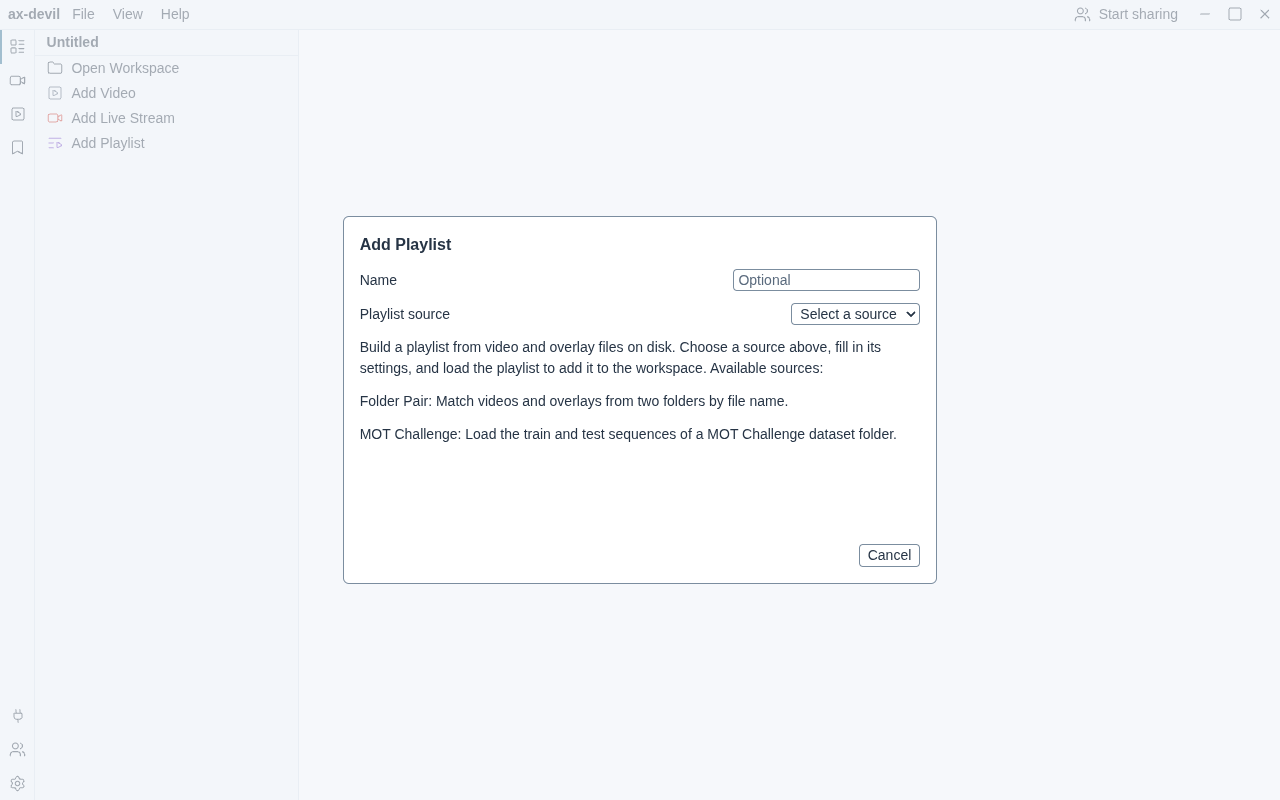 ax-devil File View Help Start sharing
Untitled
Open Workspace
Add Video
Add Live Stream
Add Playlist
Add Playlist
Name Optional
Playlist source Select a source
Build a playlist from video and overlay files on disk. Choose a source above, fill in its
settings, and load the playlist to add it to the workspace. Available sources:
Folder Pair: Match videos and overlays from two folders by file name.
MOT Challenge: Load the train and test sequences of a MOT Challenge dataset folder.
Cancel